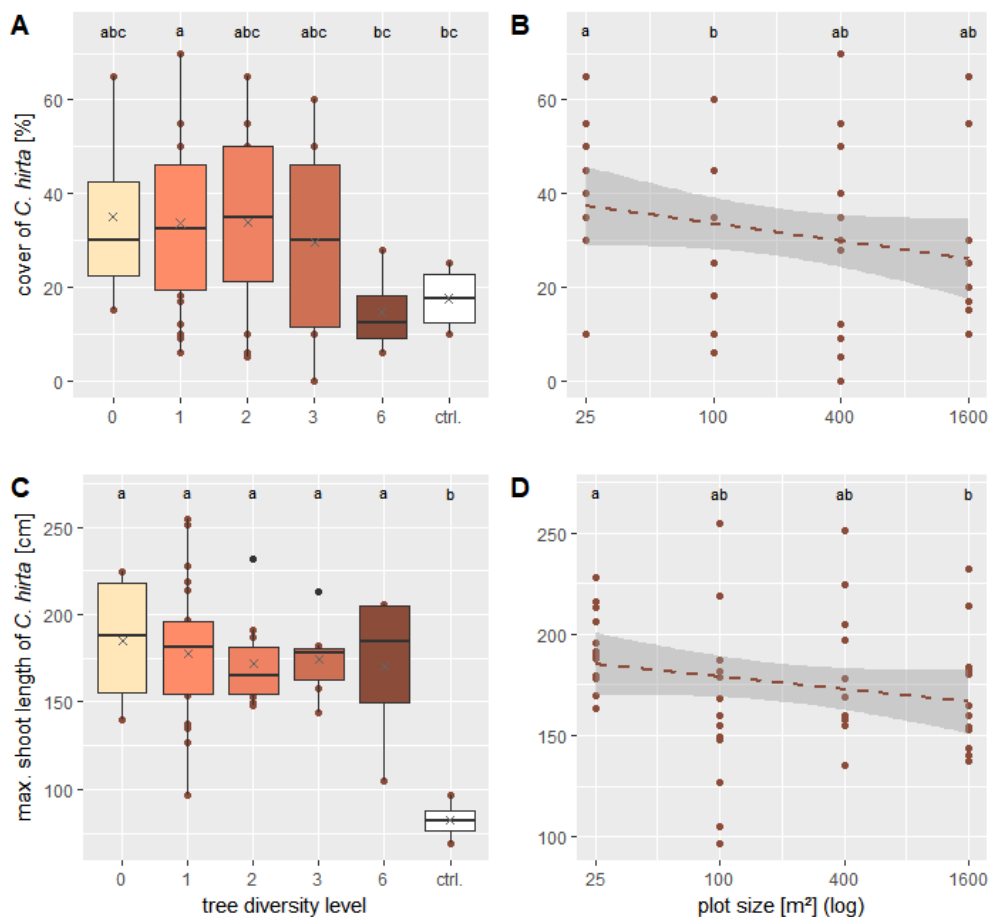 A
abc a abc abc bc bc
cover of C. hirta [%]
60
40
20
0
0 1 2 3 6 ctrl.
B
a b ab ab
60
40
20
0
25 100 400 1600
C
a a a a a b
max. shoot length of C. hirta [cm]
250
200
150
100
0 1 2 3 6 ctrl.
tree diversity level
D
a ab ab b
250
200
150
100
25 100 400 1600
plot size [m²] (log)